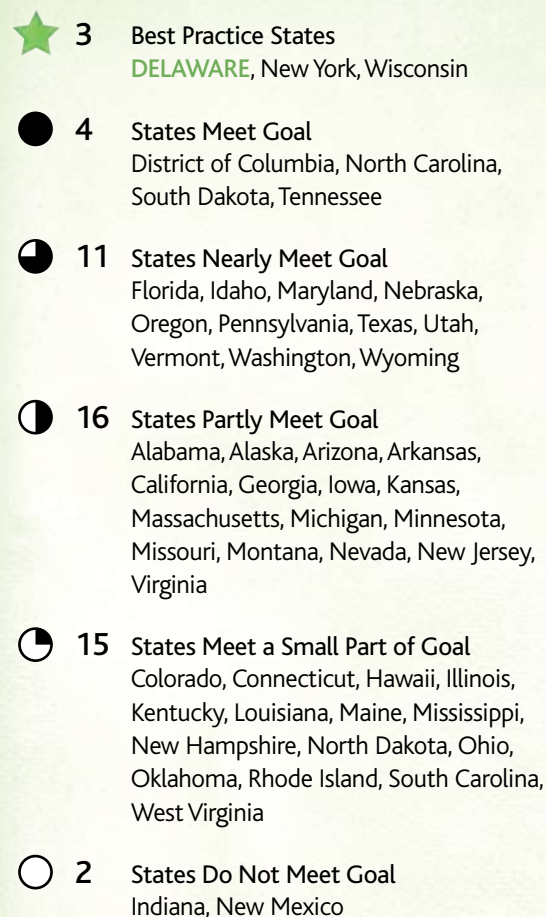 3 Best Practice States
DELAWARE, New York, Wisconsin
4 States Meet Goal
District of Columbia, North Carolina,
South Dakota, Tennessee
11 States Nearly Meet Goal
Florida, Idaho, Maryland, Nebraska,
Oregon, Pennsylvania, Texas, Utah,
Vermont, Washington, Wyoming
16 States Partly Meet Goal
Alabama, Alaska, Arizona, Arkansas,
California, Georgia, Iowa, Kansas,
Massachusetts, Michigan, Minnesota,
Missouri, Montana, Nevada, New Jersey,
Virginia
15 States Meet a Small Part of Goal
Colorado, Connecticut, Hawaii, Illinois,
Kentucky, Louisiana, Maine, Mississippi,
New Hampshire, North Dakota, Ohio,
Oklahoma, Rhode Island, South Carolina,
West Virginia
2 States Do Not Meet Goal
Indiana, New Mexico